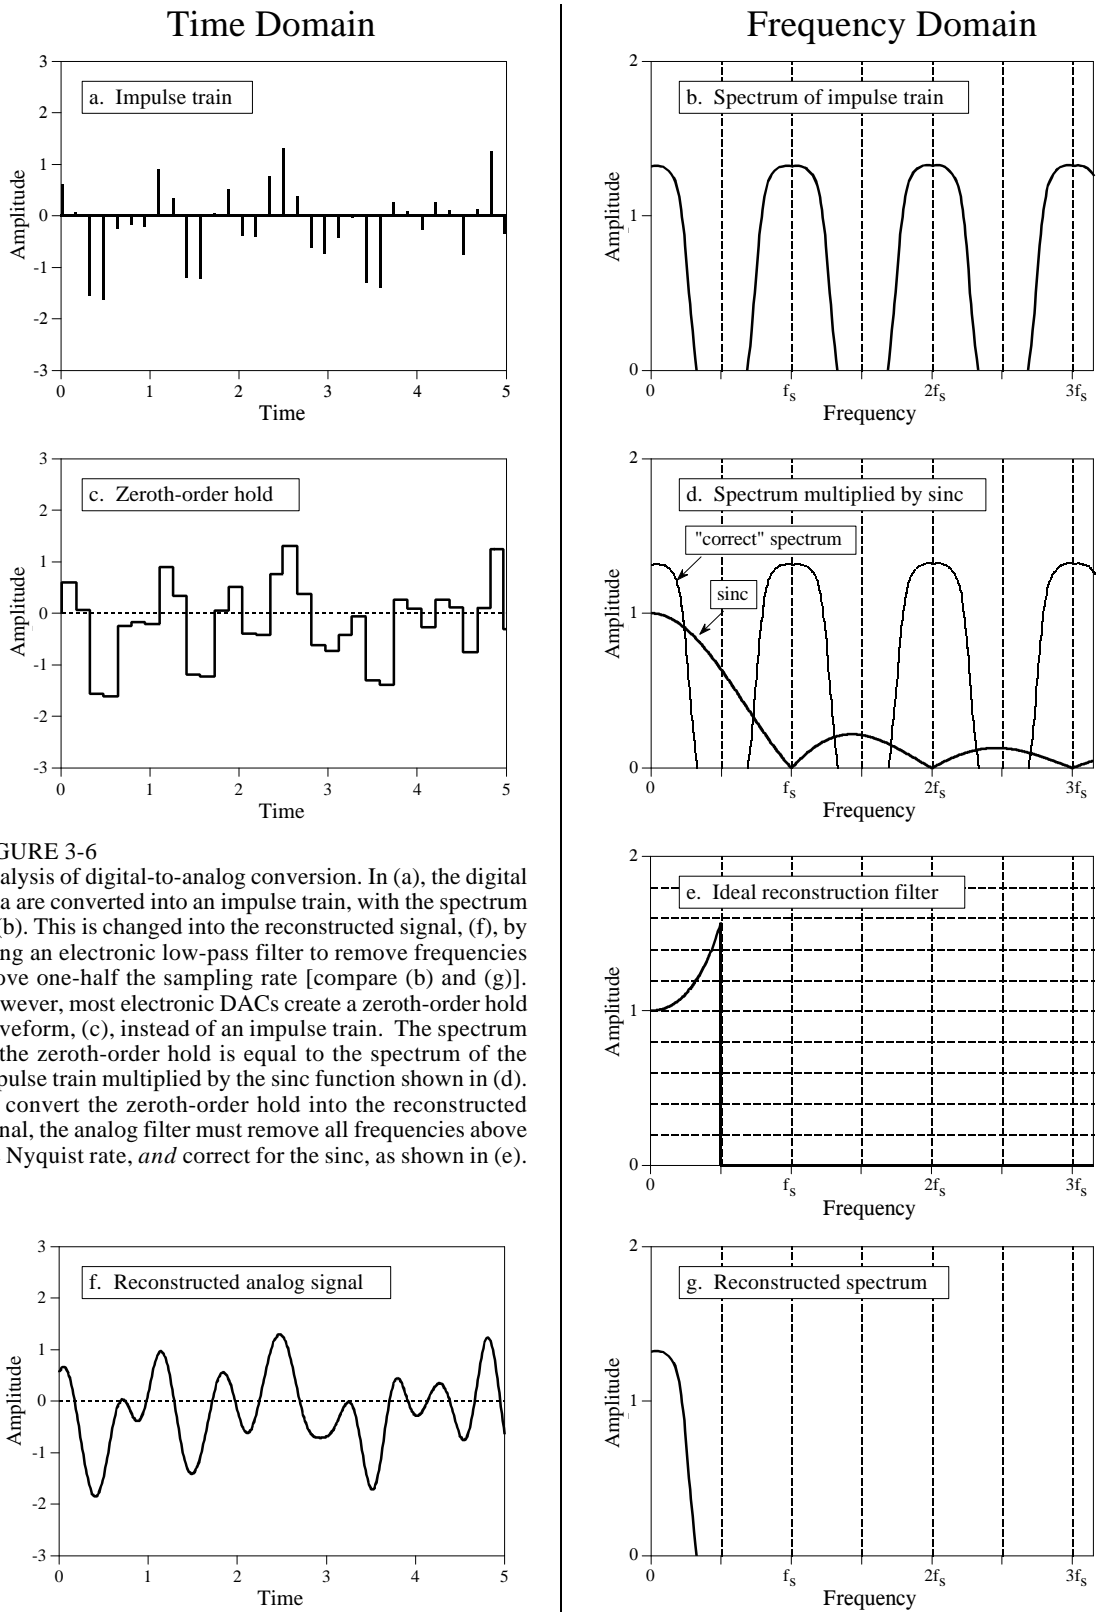 Time Domain
Frequency Domain
3
2
1
0
-1
-2
-3
Amplitude
a. Impulse train
0 1 2 3 4 5
Time
2
1
0
Amplitude
b. Spectrum of impulse train
0 fs 2fs 3fs
Frequency
3
2
1
0
-1
-2
-3
Amplitude
c. Zeroth-order hold
0 1 2 3 4 5
Time
2
1
0
Amplitude
d. Spectrum multiplied by sinc
"correct" spectrum
sinc
0 fs 2fs 3fs
Frequency
GURE 3-6
alysis of digital-to-analog conversion. In (a), the digital
a are converted into an impulse train, with the spectrum
(b). This is changed into the reconstructed signal, (f), by
ng an electronic low-pass filter to remove frequencies
ove one-half the sampling rate [compare (b) and (g)].
owever, most electronic DACs create a zeroth-order hold
veform, (c), instead of an impulse train. The spectrum
the zeroth-order hold is equal to the spectrum of the
pulse train multiplied by the sinc function shown in (d).
convert the zeroth-order hold into the reconstructed
nal, the analog filter must remove all frequencies above
Nyquist rate, and correct for the sinc, as shown in (e).
2
1
0
Amplitude
e. Ideal reconstruction filter
0 fs 2fs 3fs
Frequency
3
2
1
0
-1
-2
-3
Amplitude
f. Reconstructed analog signal
0 1 2 3 4 5
Time
2
1
0
Amplitude
g. Reconstructed spectrum
0 fs 2fs 3fs
Frequency